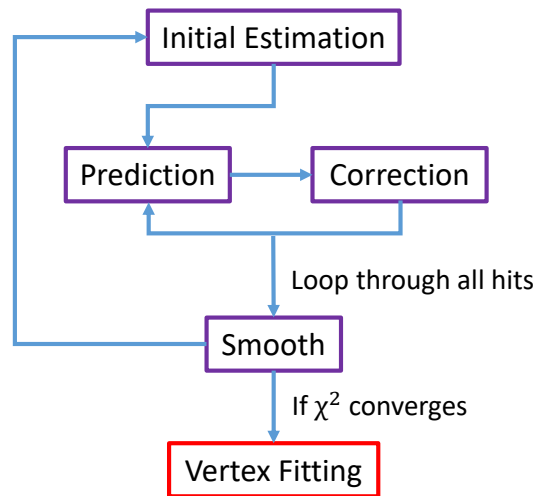 Initial Estimation
Prediction
Correction
Loop through all hits
Smooth
If χ² converges
Vertex Fitting